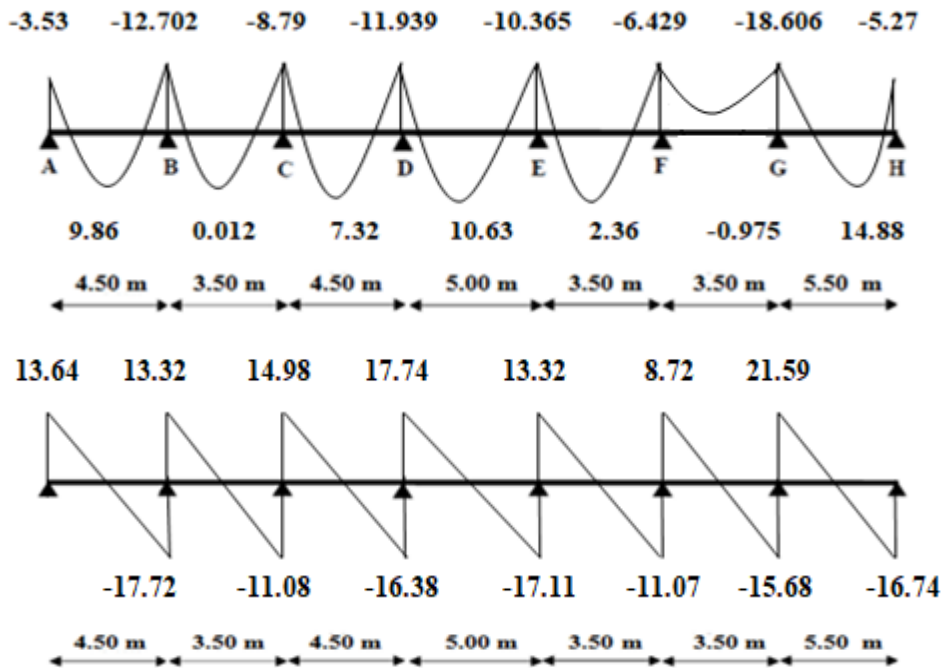 -3.53 -12.702 -8.79 -11.939 -10.365 -6.429 -18.606 -5.27
A B C D E F G H
9.86 0.012 7.32 10.63 2.36 -0.975 14.88
4.50 m 3.50 m 4.50 m 5.00 m 3.50 m 3.50 m 5.50 m
13.64 13.32 14.98 17.74 13.32 8.72 21.59
-17.72 -11.08 -16.38 -17.11 -11.07 -15.68 -16.74
4.50 m 3.50 m 4.50 m 5.00 m 3.50 m 3.50 m 5.50 m